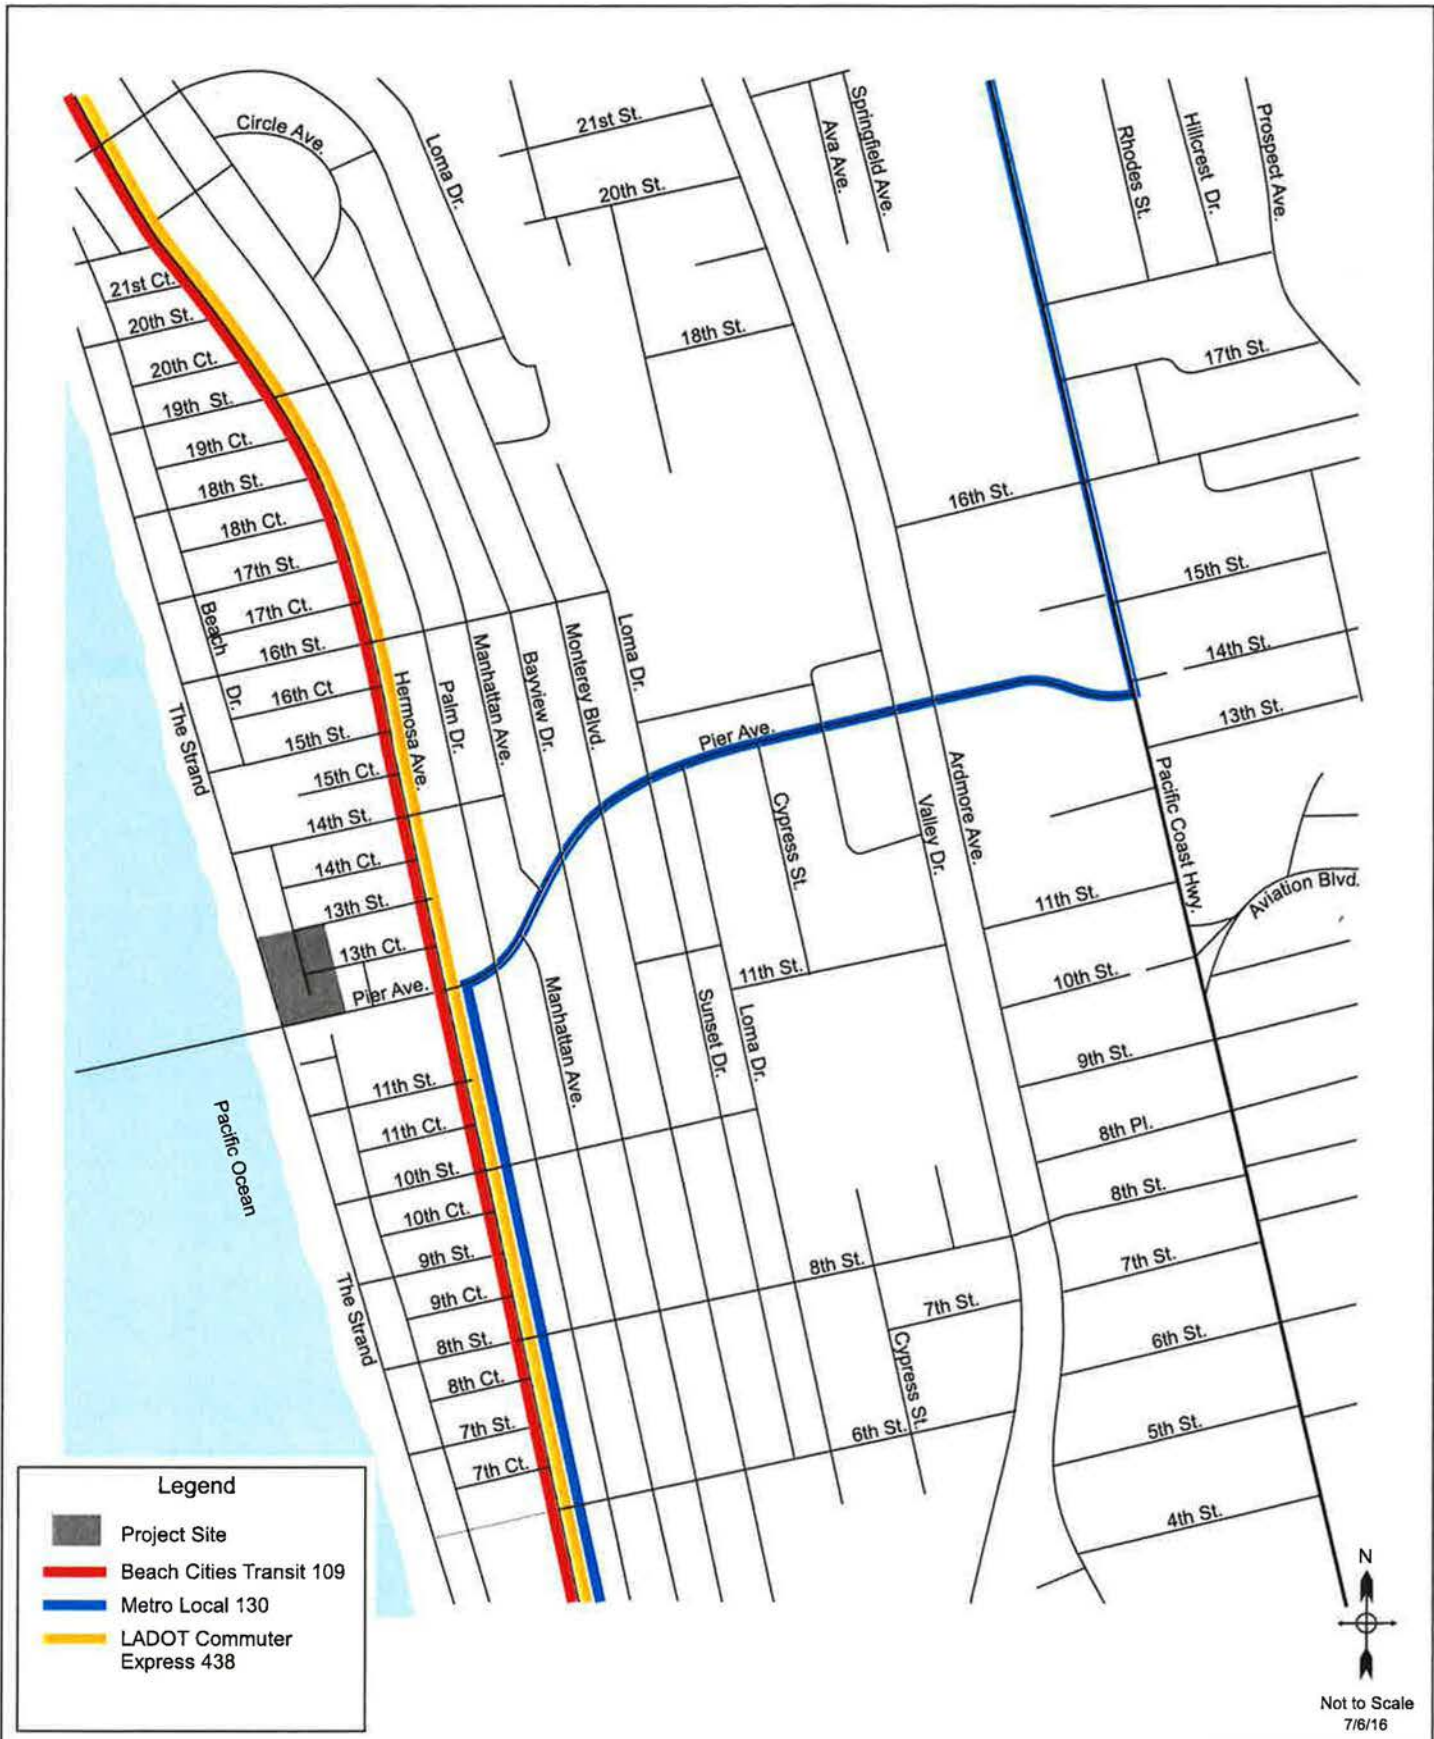 Circle Ave.
Loma Dr.
21st St.
20th St.
18th St.
Ava Ave.
Springfield Ave.
Rhodes St.
Hillcrest Dr.
Prospect Ave.
17th St.
16th St.
15th St.
14th St.
13th St.
21st Ct.
20th St.
20th Ct.
19th St.
19th Ct.
18th St.
18th Ct.
17th St.
17th Ct.
16th St.
16th Ct
15th St.
15th Ct.
14th St.
14th Ct.
13th St.
13th Ct.
Pier Ave.
Beach
Dr.
The Strand
Hermosa Ave.
Palm Dr.
Manhattan Ave.
Bayview Dr.
Monterey Blvd.
Loma Dr.
Pier Ave.
Cypress St.
Valley Dr.
Ardmore Ave.
Pacific Coast Hwy.
Aviation Blvd.
11th St.
10th St.
9th St.
8th Pl.
8th St.
7th St.
6th St.
5th St.
4th St.
11th St.
Sunset Dr.
Loma Dr.
Manhattan Ave.
Pacific Ocean
The Strand
11th St.
11th Ct.
10th St.
10th Ct.
9th St.
9th Ct.
8th St.
8th Ct.
7th St.
7th Ct.
8th St.
7th St.
Cypress St.
6th St.
Legend
Project Site
Beach Cities Transit 109
Metro Local 130
LADOT Commuter
Express 438
N
Not to Scale
7/6/16